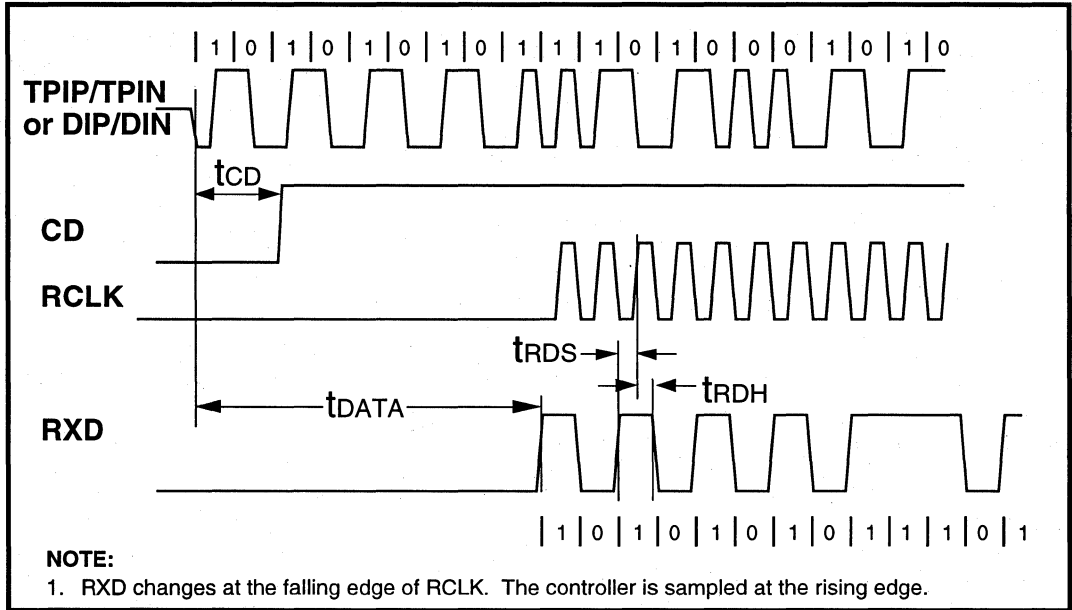 | 1 | 0 | 1 | 0 | 1 | 0 | 1 | 0 | 1 | 1 | 1 | 0 | 1 | 0 | 0 | 0 | 1 | 0 | 1 | 0
TPIP/TPIN
or DIP/DIN
tCD
CD
RCLK
tRDS
tRDH
tDATA
RXD
| 1 | 0 | 1 | 0 | 1 | 0 | 1 | 0 | 1 | 1 | 1 | 0 | 1
NOTE:
1. RXD changes at the falling edge of RCLK. The controller is sampled at the rising edge.